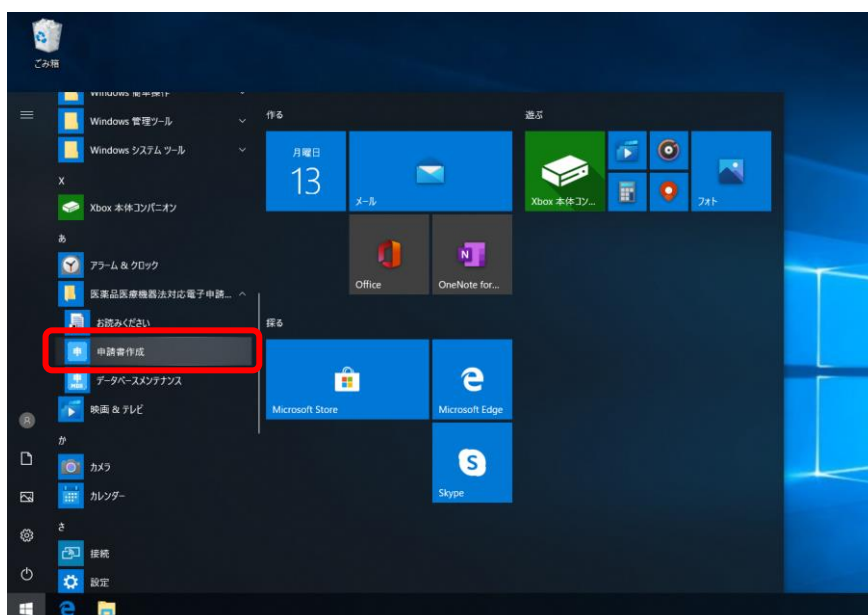 ごみ箱
Windows 簡単操作
Windows 管理ツール
Windows システム ツール
X
Xbox 本体コンパニオン
あ
アラーム & クロック
医薬品医療機器法対応電子申請...
お読みください
申請書作成
データベースメンテナンス
映画 & テレビ
か
カメラ
カレンダー
さ
接続
設定
作る
月曜日
13
メール
Office
OneNote for...
探る
Microsoft Store
Microsoft Edge
Skype
遊ぶ
Xbox 本体コン...
フォト